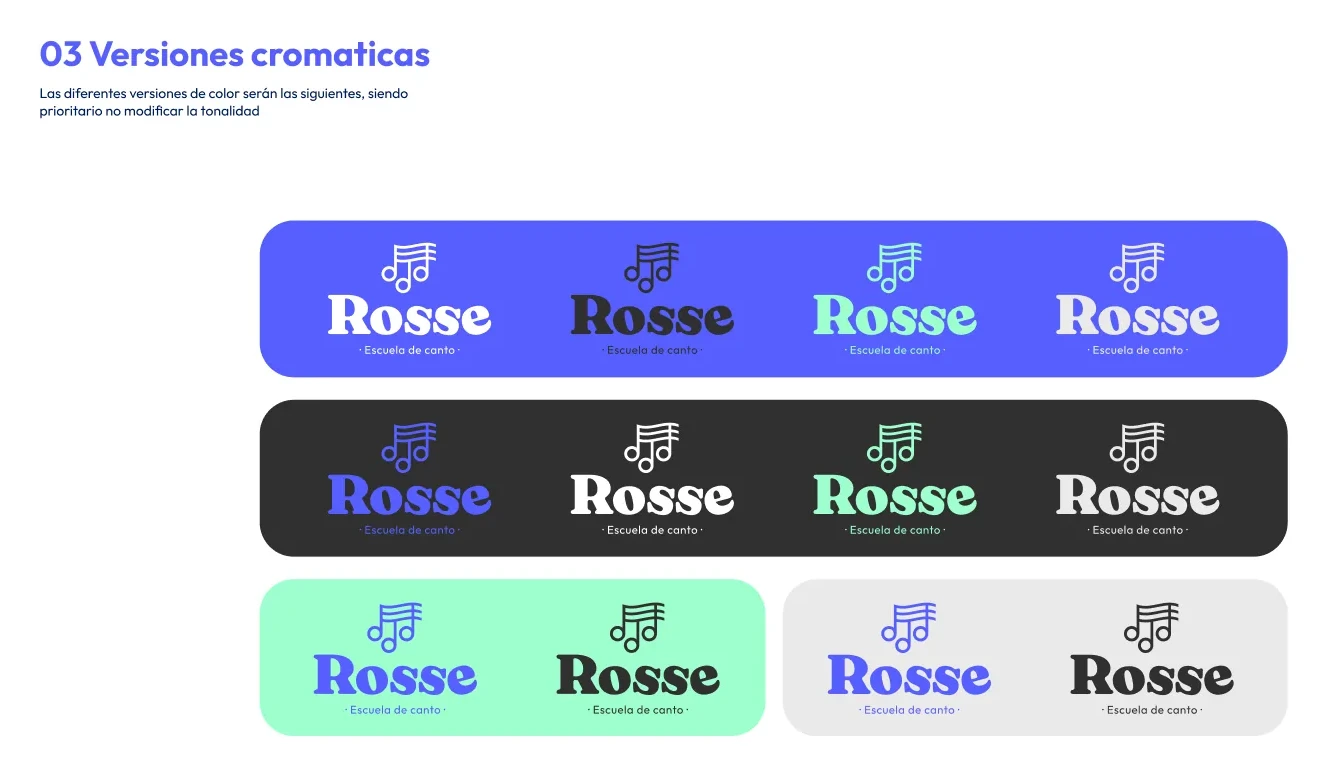 03 Versiones cromaticas
Las diferentes versiones de color serán las siguientes, siendo
prioritario no modificar la tonalidad
Rosse
· Escuela de canto ·
Rosse
· Escuela de canto ·
Rosse
· Escuela de canto ·
Rosse
· Escuela de canto ·
Rosse
· Escuela de canto ·
Rosse
· Escuela de canto ·
Rosse
· Escuela de canto ·
Rosse
· Escuela de canto ·
Rosse
· Escuela de canto ·
Rosse
· Escuela de canto ·
Rosse
· Escuela de canto ·
Rosse
· Escuela de canto ·